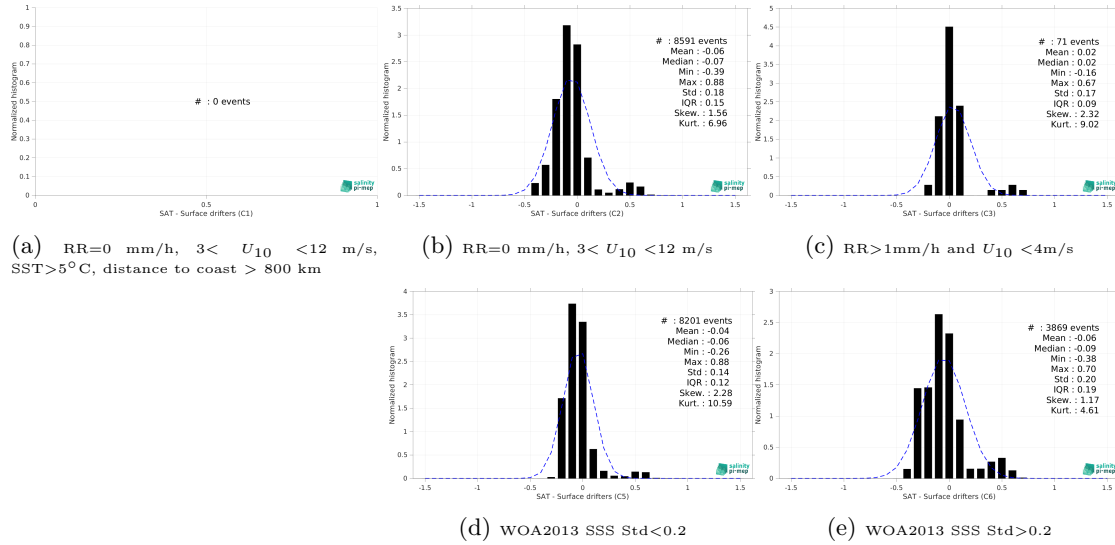 1
0.9
0.8
0.7
0.6
0.5
0.4
0.3
0.2
0.1
0
Normalized histogram
# : 0 events
0 0.5 1
SAT - Surface drifters (C1)
salinity
pi-mep
(a) RR=0 mm/h, 3< U10 <12 m/s,
SST>5°C, distance to coast > 800 km
3.5
3
2.5
2
1.5
1
0.5
0
Normalized histogram
# : 8591 events
Mean : -0.06
Median : -0.07
Min : -0.39
Max : 0.88
Std : 0.18
IQR : 0.15
Skew. : 1.56
Kurt. : 6.96
-1.5 -1 -0.5 0 0.5 1 1.5
SAT - Surface drifters (C2)
salinity
pi-mep
(b) RR=0 mm/h, 3< U10 <12 m/s
5
4.5
4
3.5
3
2.5
2
1.5
1
0.5
0
Normalized histogram
# : 71 events
Mean : 0.02
Median : 0.02
Min : -0.16
Max : 0.67
Std : 0.17
IQR : 0.09
Skew. : 2.32
Kurt. : 9.02
-1.5 -1 -0.5 0 0.5 1 1.5
SAT - Surface drifters (C3)
salinity
pi-mep
(c) RR>1mm/h and U10 <4m/s
4
3.5
3
2.5
2
1.5
1
0.5
0
Normalized histogram
# : 8201 events
Mean : -0.04
Median : -0.06
Min : -0.26
Max : 0.88
Std : 0.14
IQR : 0.12
Skew. : 2.28
Kurt. : 10.59
-1.5 -1 -0.5 0 0.5 1 1.5
SAT - Surface drifters (C5)
salinity
pi-mep
(d) WOA2013 SSS Std<0.2
3
2.5
2
1.5
1
0.5
0
Normalized histogram
# : 3869 events
Mean : -0.06
Median : -0.09
Min : -0.38
Max : 0.70
Std : 0.20
IQR : 0.19
Skew. : 1.17
Kurt. : 4.61
-1.5 -1 -0.5 0 0.5 1 1.5
SAT - Surface drifters (C6)
salinity
pi-mep
(e) WOA2013 SSS Std>0.2